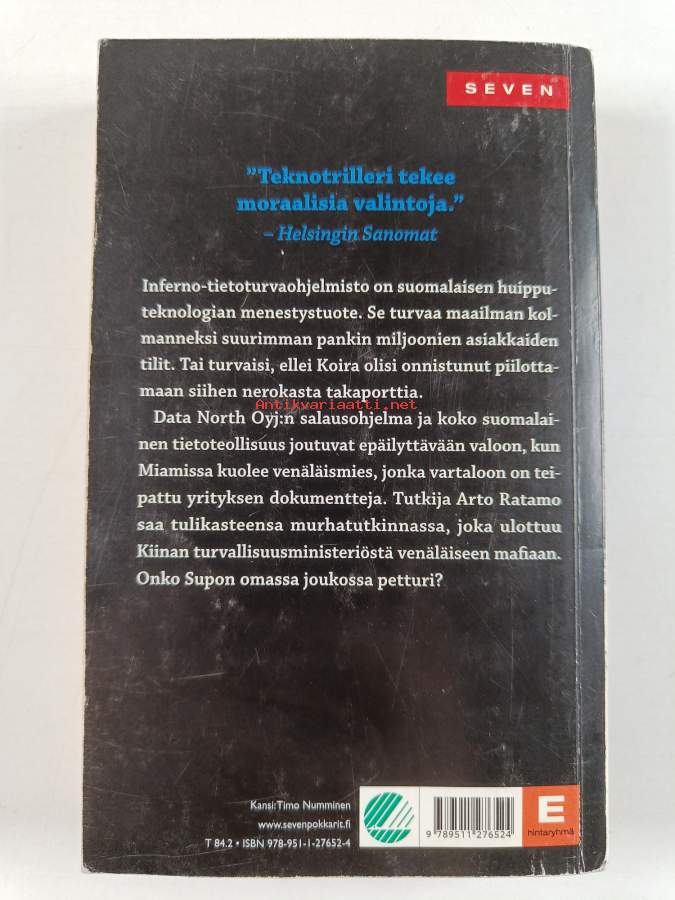 SEVEN
”Teknotrilleri tekee
moraalisia valintoja.”
– Helsingin Sanomat
Inferno-tietoturvaohjelmisto on suomalaisen huippu-
teknologian menestystuote. Se turvaa maailman kol-
manneksi suurimman pankin miljoonien asiakkaiden
tilit. Tai turvaisi, ellei Koira olisi onnistunut piilotta-
maan siihen nerokasta takaporttia.
Antikvariaatti.net
Data North Oyj:n salausohjelma ja koko suomalai-
nen tietoteollisuus joutuvat epäilyttävään valoon, kun
Miamissa kuolee venäläismies, jonka vartaloon on tei-
pattu yrityksen dokumentteja. Tutkija Arto Ratamo
saa tulikasteensa murhatutkinnassa, joka ulottuu
Kiinan turvallisuusministeriöstä venäläiseen mafiaan.
Onko Supon omassa joukossa petturi?
Kansi: Timo Numminen
www.sevenpokkarit.fi
T 84.2 • ISBN 978-951-1-27652-4
9 789511 276524
E
hintaryhmä